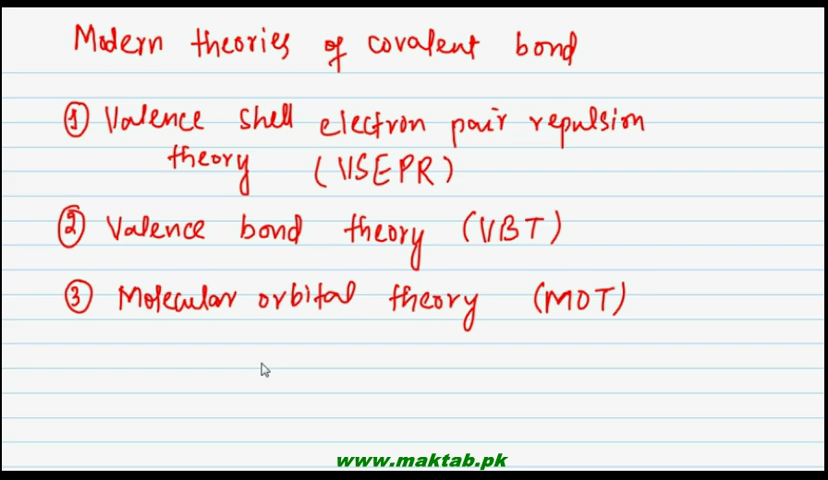 Modern theories of covalent bond
① Valence shell electron pair repulsion
theory (VSEPR)
② Valence bond theory (VBT)
③ Molecular orbital theory (MOT)
www.maktab.pk